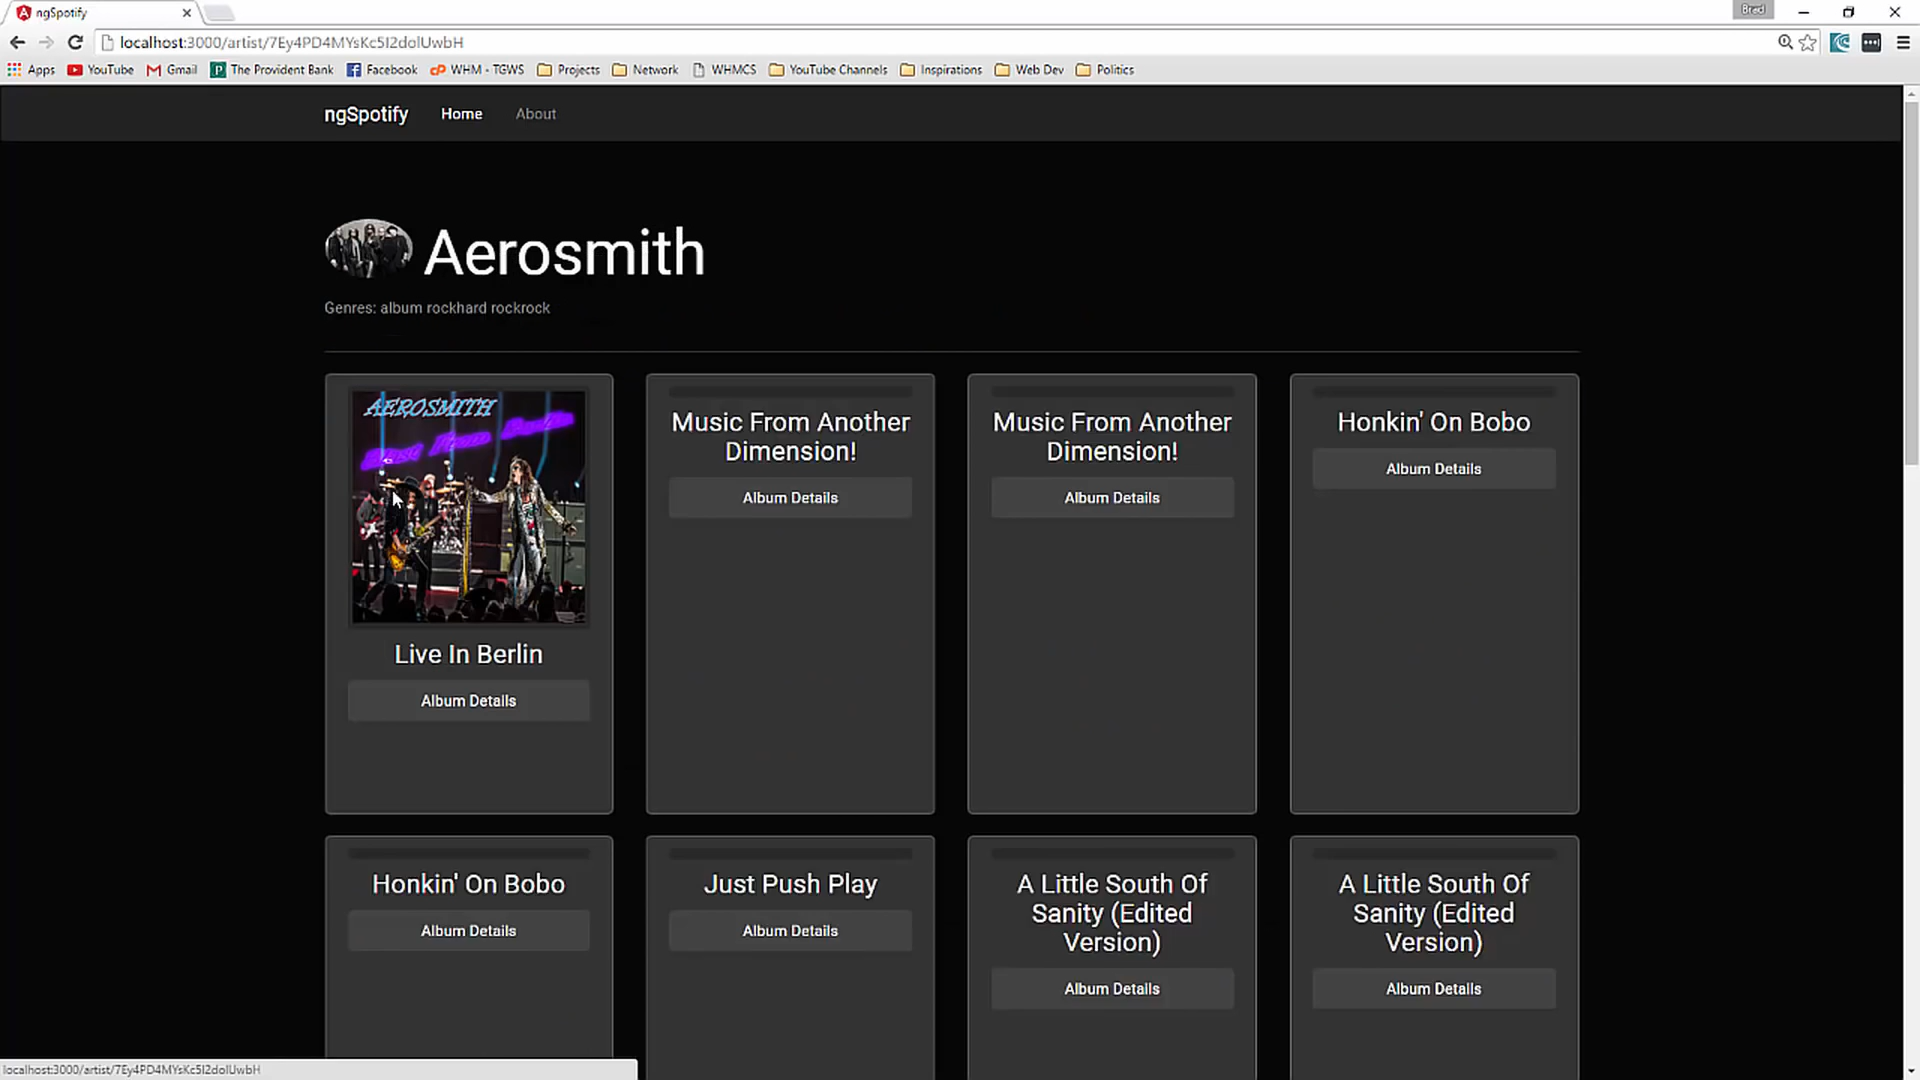 ngSpotify
Brad
localhost:3000/artist/7Ey4PD4MYsKc5I2dolUwbH
Apps YouTube Gmail The Provident Bank Facebook WHM - TGWS Projects Network WHMCS YouTube Channels Inspirations Web Dev Politics
ngSpotify Home About
Aerosmith
Genres: album rockhard rockrock
AEROSMITH
Live In Berlin
Album Details
Music From Another
Dimension!
Album Details
Music From Another
Dimension!
Album Details
Honkin' On Bobo
Album Details
Honkin' On Bobo
Album Details
Just Push Play
Album Details
A Little South Of
Sanity (Edited
Version)
Album Details
A Little South Of
Sanity (Edited
Version)
Album Details
localhost:3000/artist/7Ey4PD4MYsKc5I2dolUwbH